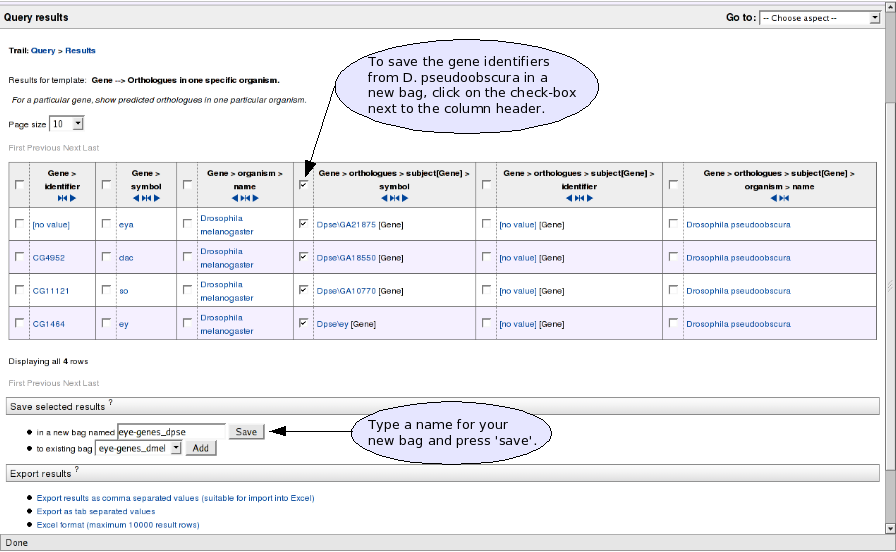 Query results
Go to: -- Choose aspect --
Trail: Query > Results
To save the gene identifiers
from D. pseudoobscura in a
new bag, click on the check-box
next to the column header.
Results for template: Gene --> Orthologues in one specific organism.
For a particular gene, show predicted orthologues in one particular organism.
Page size 10
First Previous Next Last
Gene > identifier Gene > symbol Gene > organism > name Gene > orthologues > subject[Gene] > symbol Gene > orthologues > subject[Gene] > identifier Gene > orthologues > subject[Gene] > organism > name
[no value] eya Drosophila melanogaster Dpse\GA21875 [Gene] [no value] [Gene] Drosophila pseudoobscura
CG4952 dac Drosophila melanogaster Dpse\GA18550 [Gene] [no value] [Gene] Drosophila pseudoobscura
CG11121 so Drosophila melanogaster Dpse\GA10770 [Gene] [no value] [Gene] Drosophila pseudoobscura
CG1464 ey Drosophila melanogaster Dpse\ey [Gene] [no value] [Gene] Drosophila pseudoobscura
Displaying all 4 rows
First Previous Next Last
Save selected results ?
in a new bag named eye-genes_dpse Save
to existing bag eye-genes_dmel Add
Type a name for your
new bag and press 'save'.
Export results ?
Export results as comma separated values (suitable for import into Excel)
Export as tab separated values
Excel format (maximum 10000 result rows)
Done